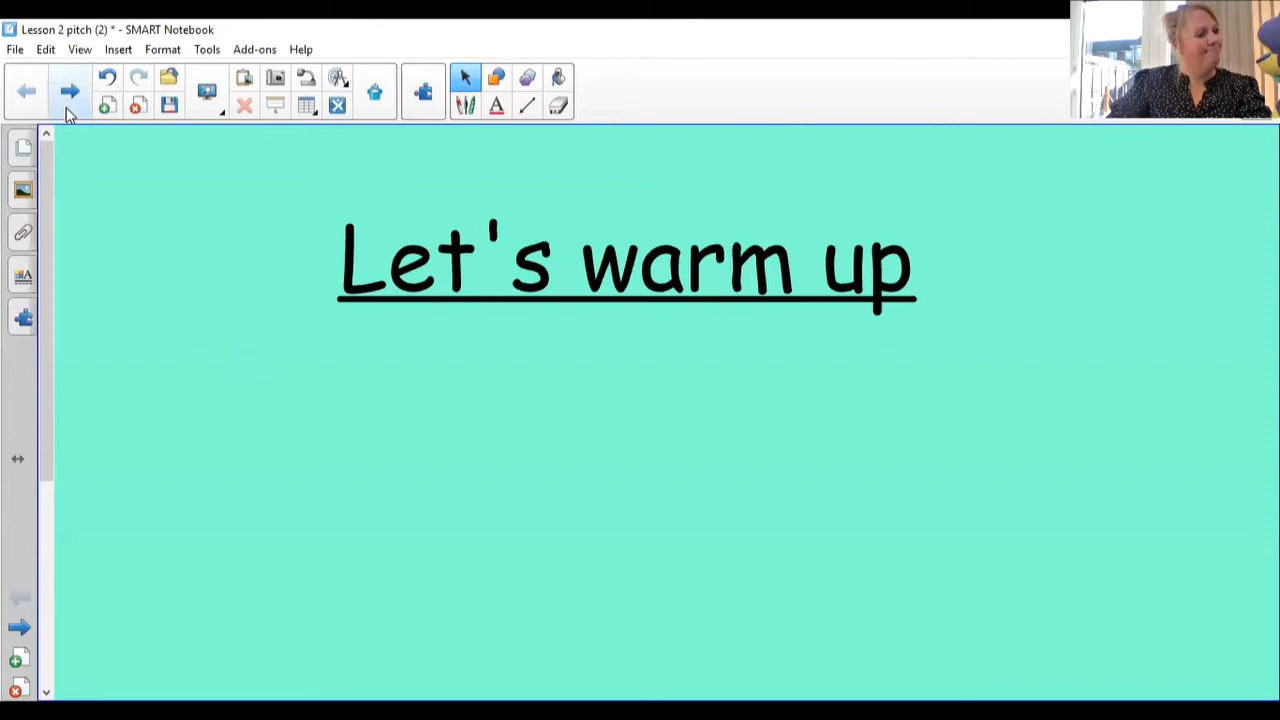 Lesson 2 pitch (2) * - SMART Notebook
File Edit View Insert Format Tools Add-ons Help
Let's warm up